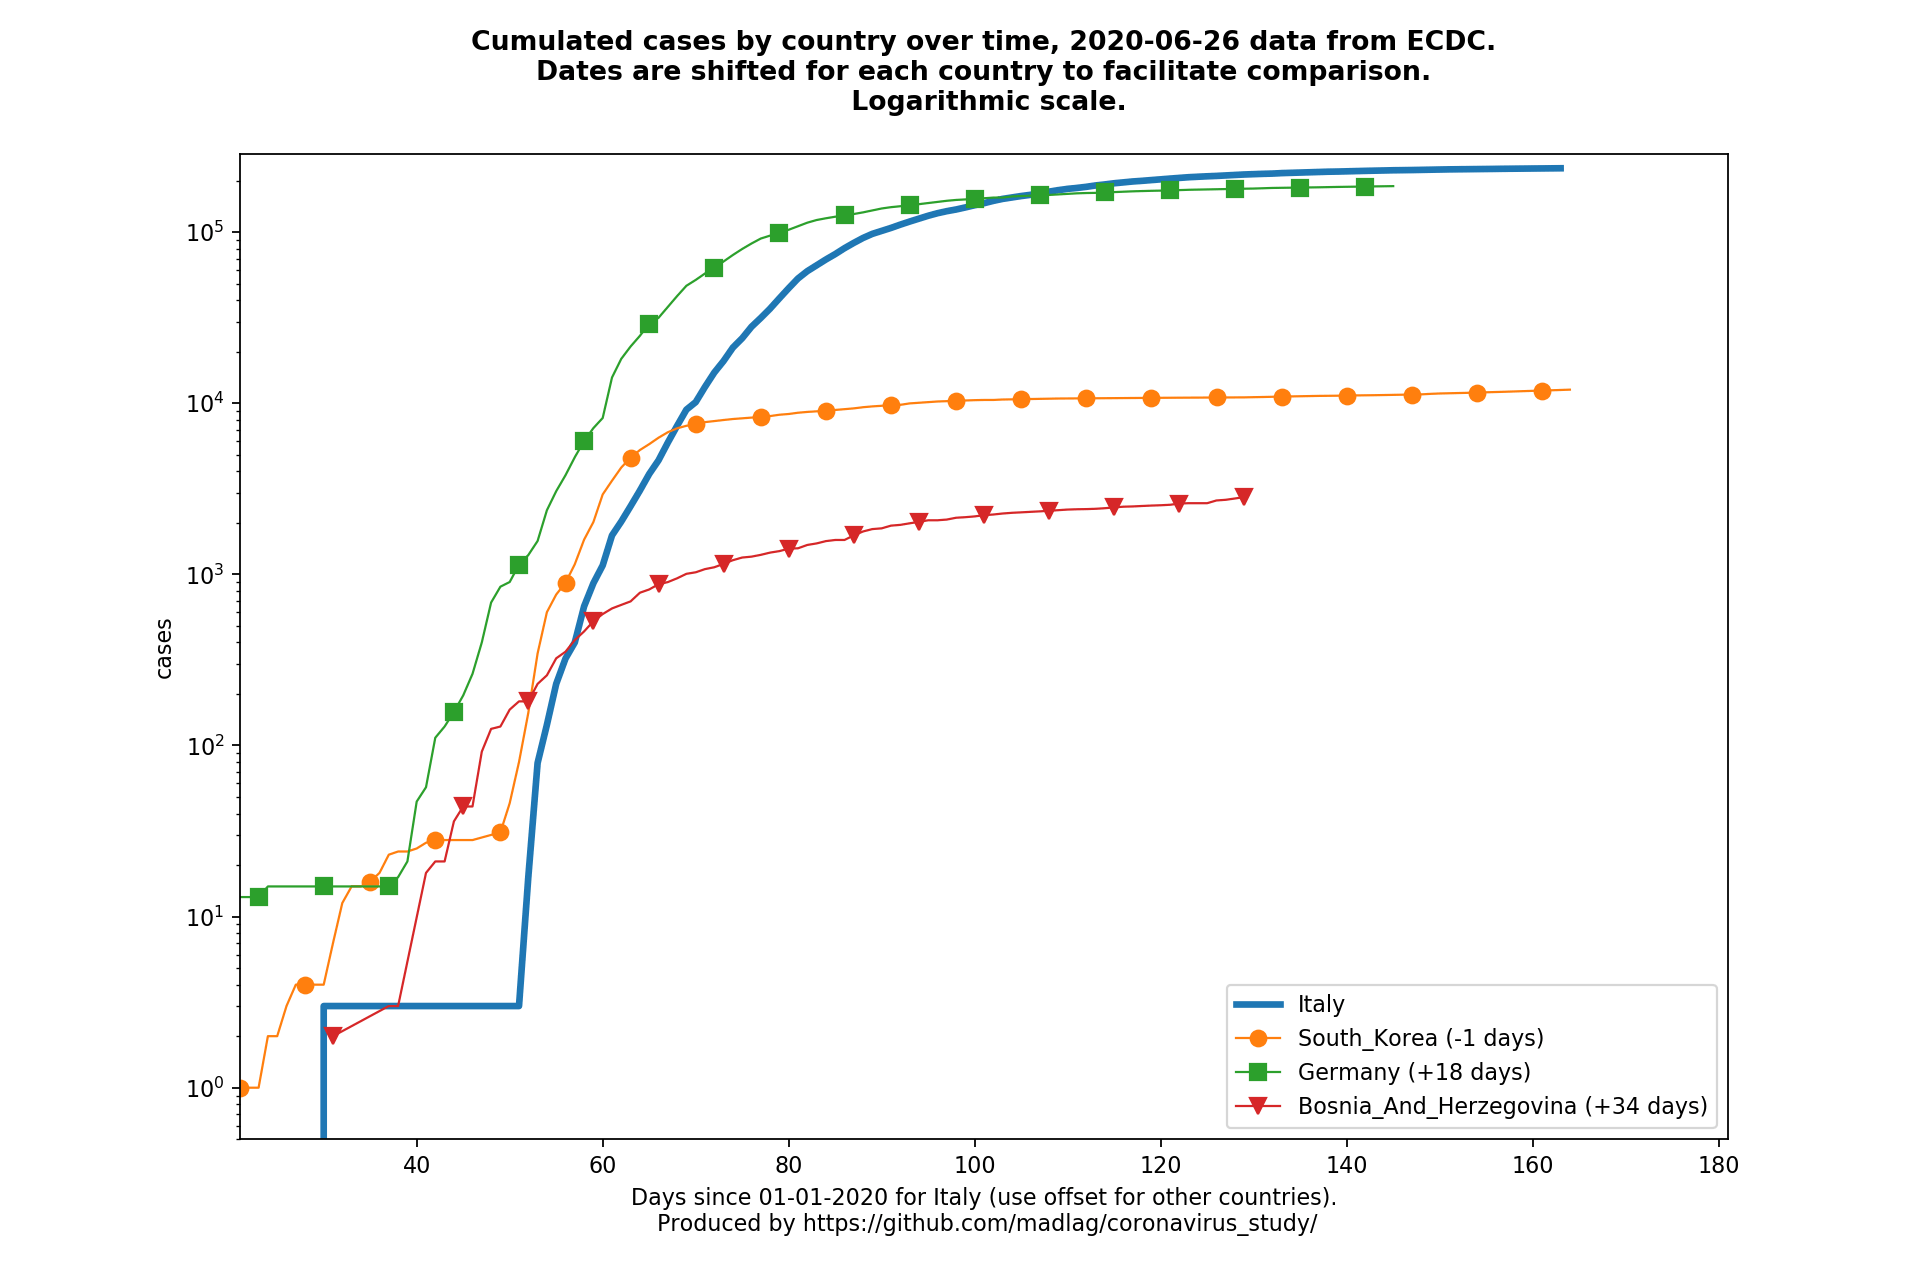 Cumulated cases by country over time, 2020-06-26 data from ECDC.
Dates are shifted for each country to facilitate comparison.
Logarithmic scale.
10^5
10^4
10^3
10^2
10^1
10^0
cases
Italy
South_Korea (-1 days)
Germany (+18 days)
Bosnia_And_Herzegovina (+34 days)
40 60 80 100 120 140 160 180
Days since 01-01-2020 for Italy (use offset for other countries).
Produced by https://github.com/madlag/coronavirus_study/